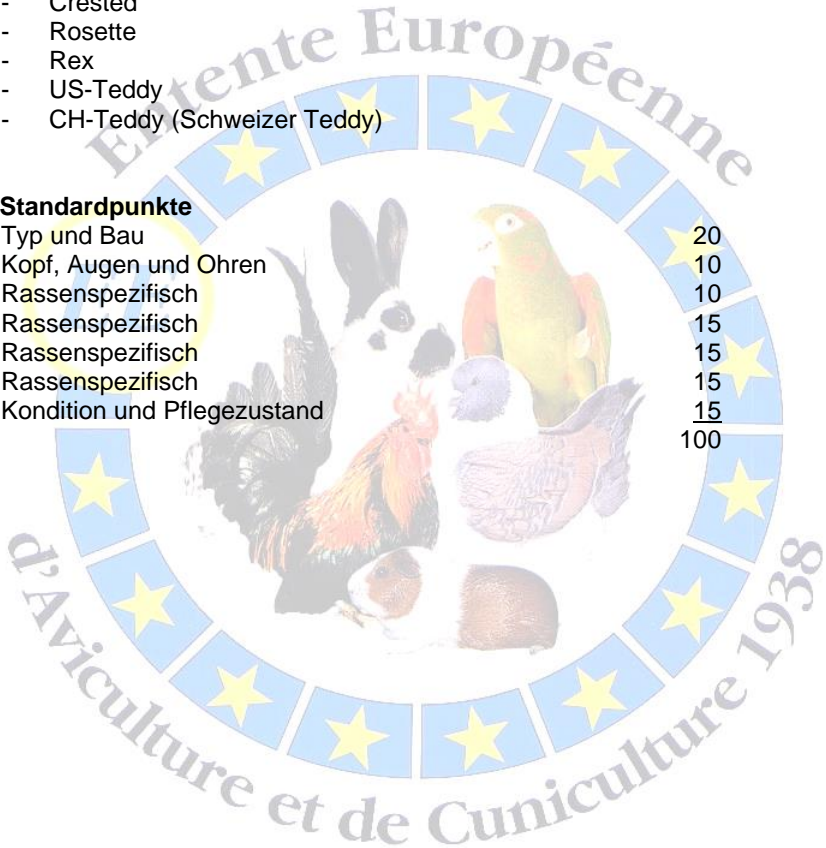 - Crested
- Rosette
- Rex
- US-Teddy
- CH-Teddy (Schweizer Teddy)
Standardpunkte
Typ und Bau 20
Kopf, Augen und Ohren 10
Rassenspezifisch 10
Rassenspezifisch 15
Rassenspezifisch 15
Rassenspezifisch 15
Kondition und Pflegezustand 15
100
Entente Européenne
d'Aviculture et de Cuniculture 1938